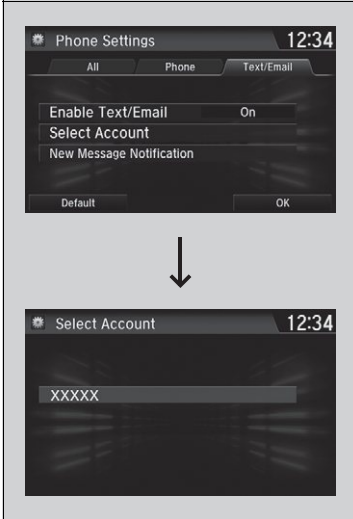 Phone Settings 12:34
All Phone Text/Email
Enable Text/Email On
Select Account
New Message Notification
Default OK
Select Account 12:34
XXXXX